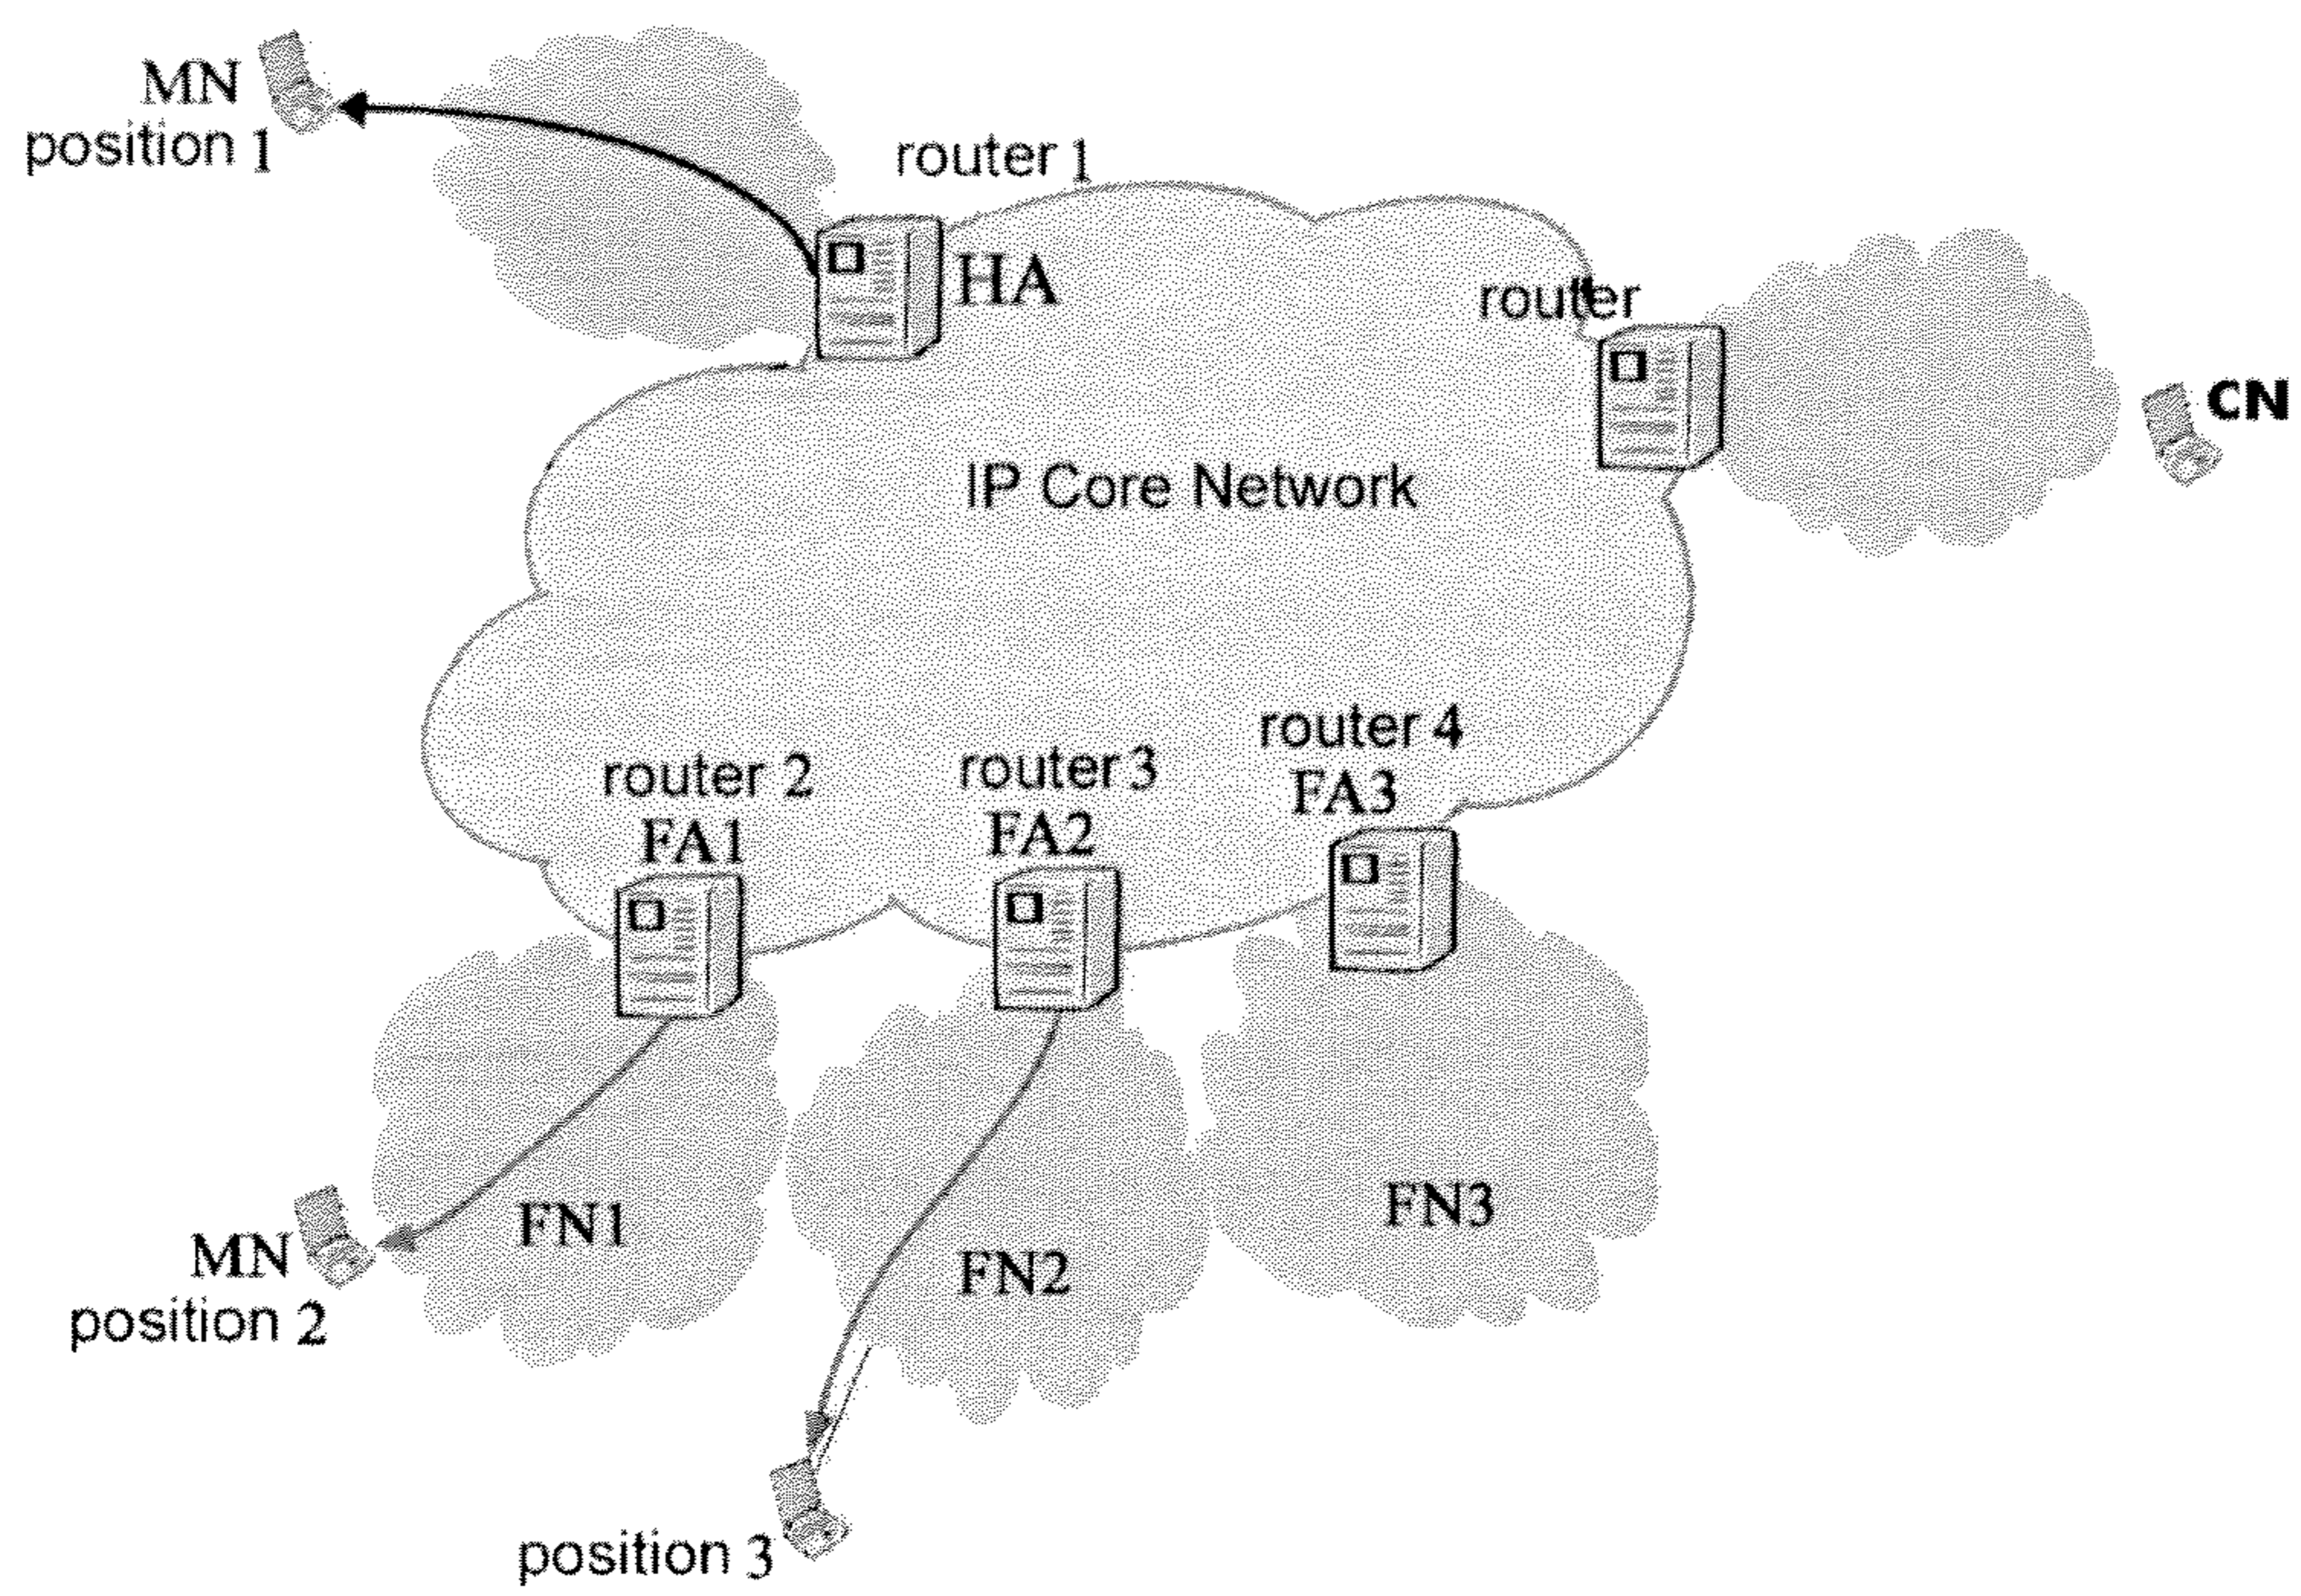 MN
position 1
router 1
HA
router
CN
IP Core Network
router 2
FA1
router 3
FA2
router 4
FA3
FN1
FN2
FN3
MN
position 2
position 3